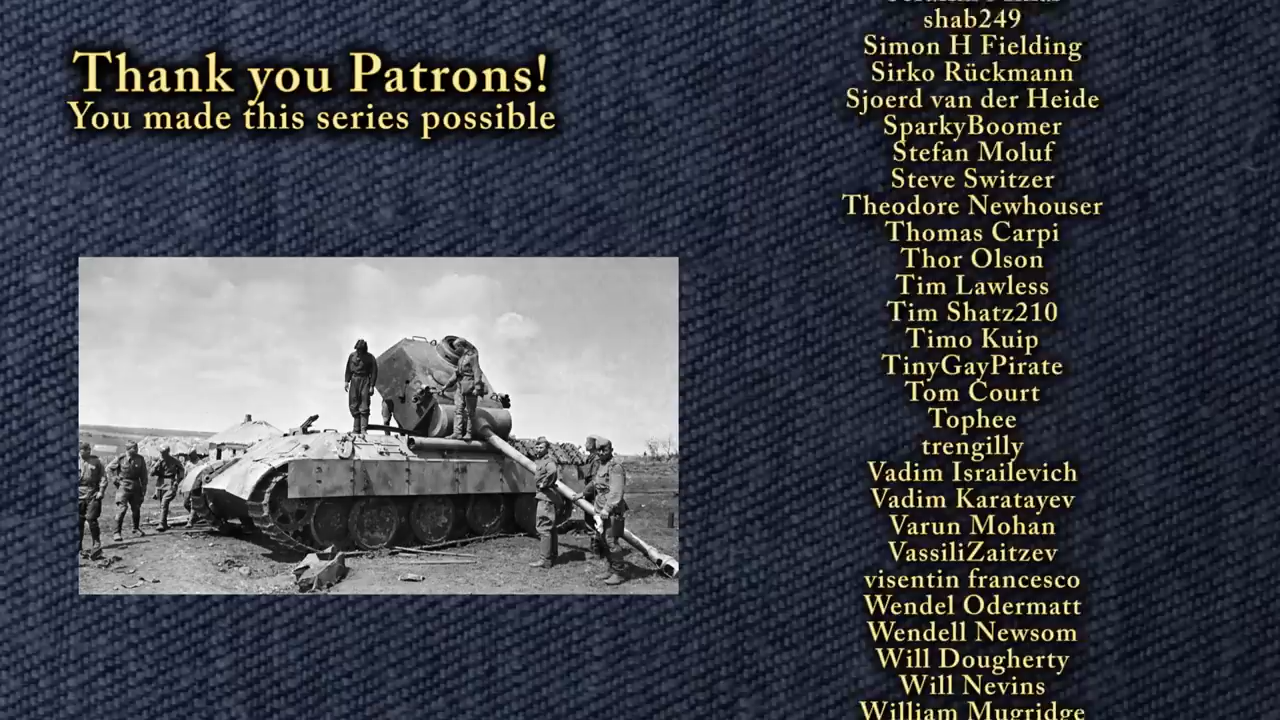 Thank you Patrons!
You made this series possible
shab249
Simon H Fielding
Sirko Rückmann
Sjoerd van der Heide
SparkyBoomer
Stefan Moluf
Steve Switzer
Theodore Newhouser
Thomas Carpi
Thor Olson
Tim Lawless
Tim Shatz210
Timo Kuip
TinyGayPirate
Tom Court
Tophee
trengilly
Vadim Israilevich
Vadim Karatayev
Varun Mohan
VassiliZaitzev
visentin francesco
Wendel Odermatt
Wendell Newsom
Will Dougherty
Will Nevins
William Mugridge